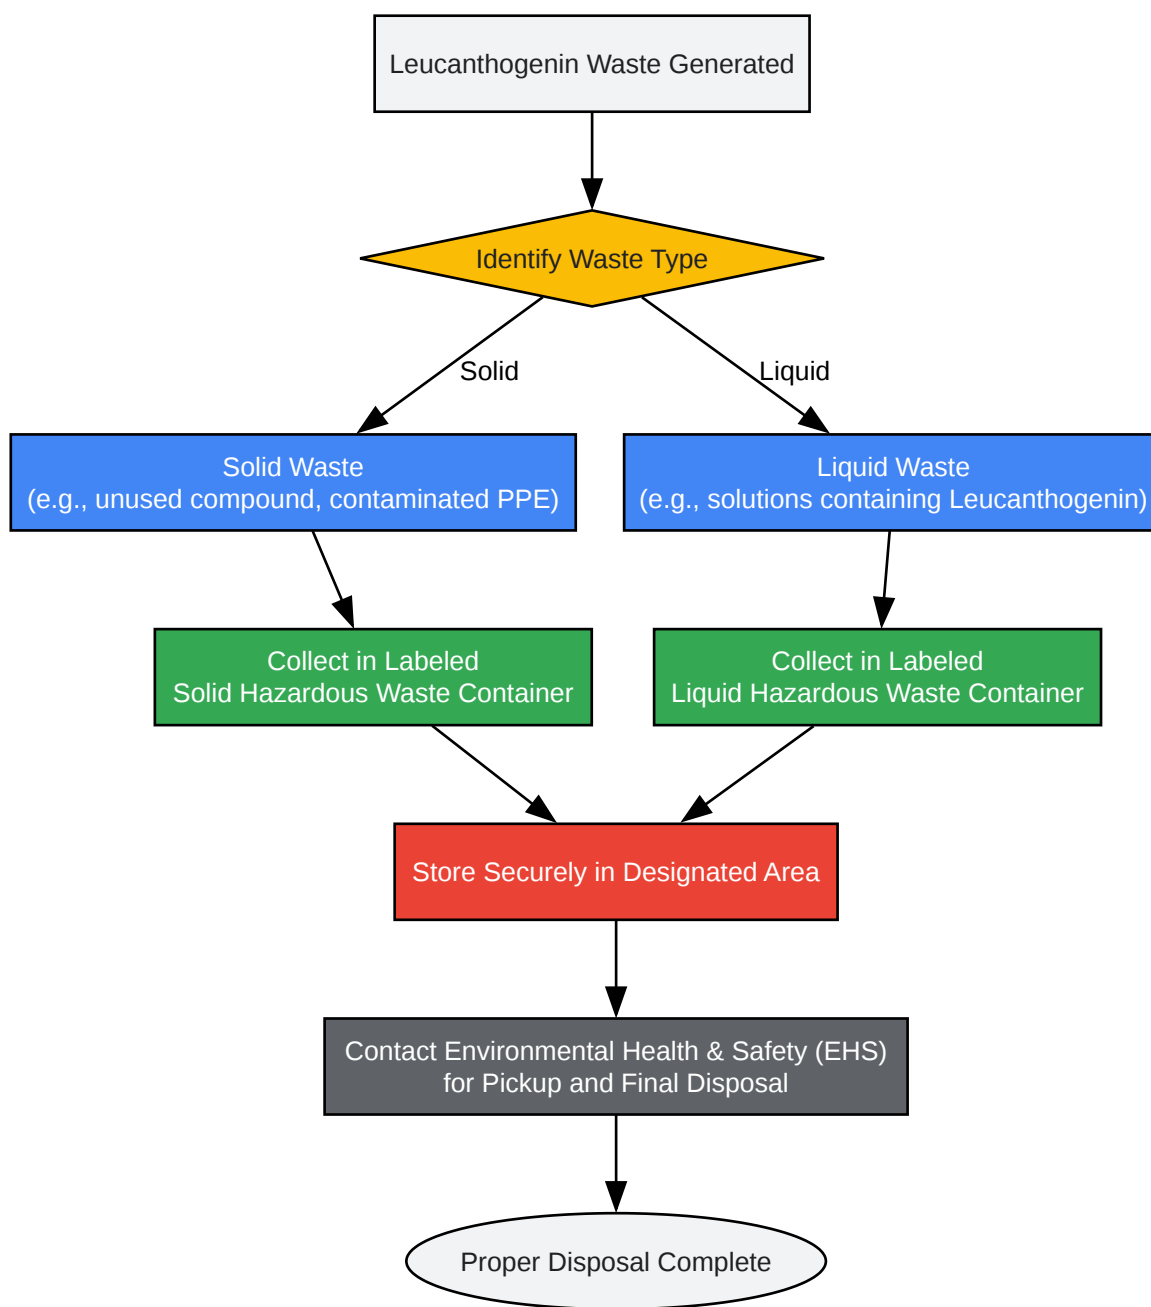 Leucanthogenin Waste Generated
Identify Waste Type
Solid
Liquid
Solid Waste
(e.g., unused compound, contaminated PPE)
Liquid Waste
(e.g., solutions containing Leucanthogenin)
Collect in Labeled
Solid Hazardous Waste Container
Collect in Labeled
Liquid Hazardous Waste Container
Store Securely in Designated Area
Contact Environmental Health & Safety (EHS)
for Pickup and Final Disposal
Proper Disposal Complete